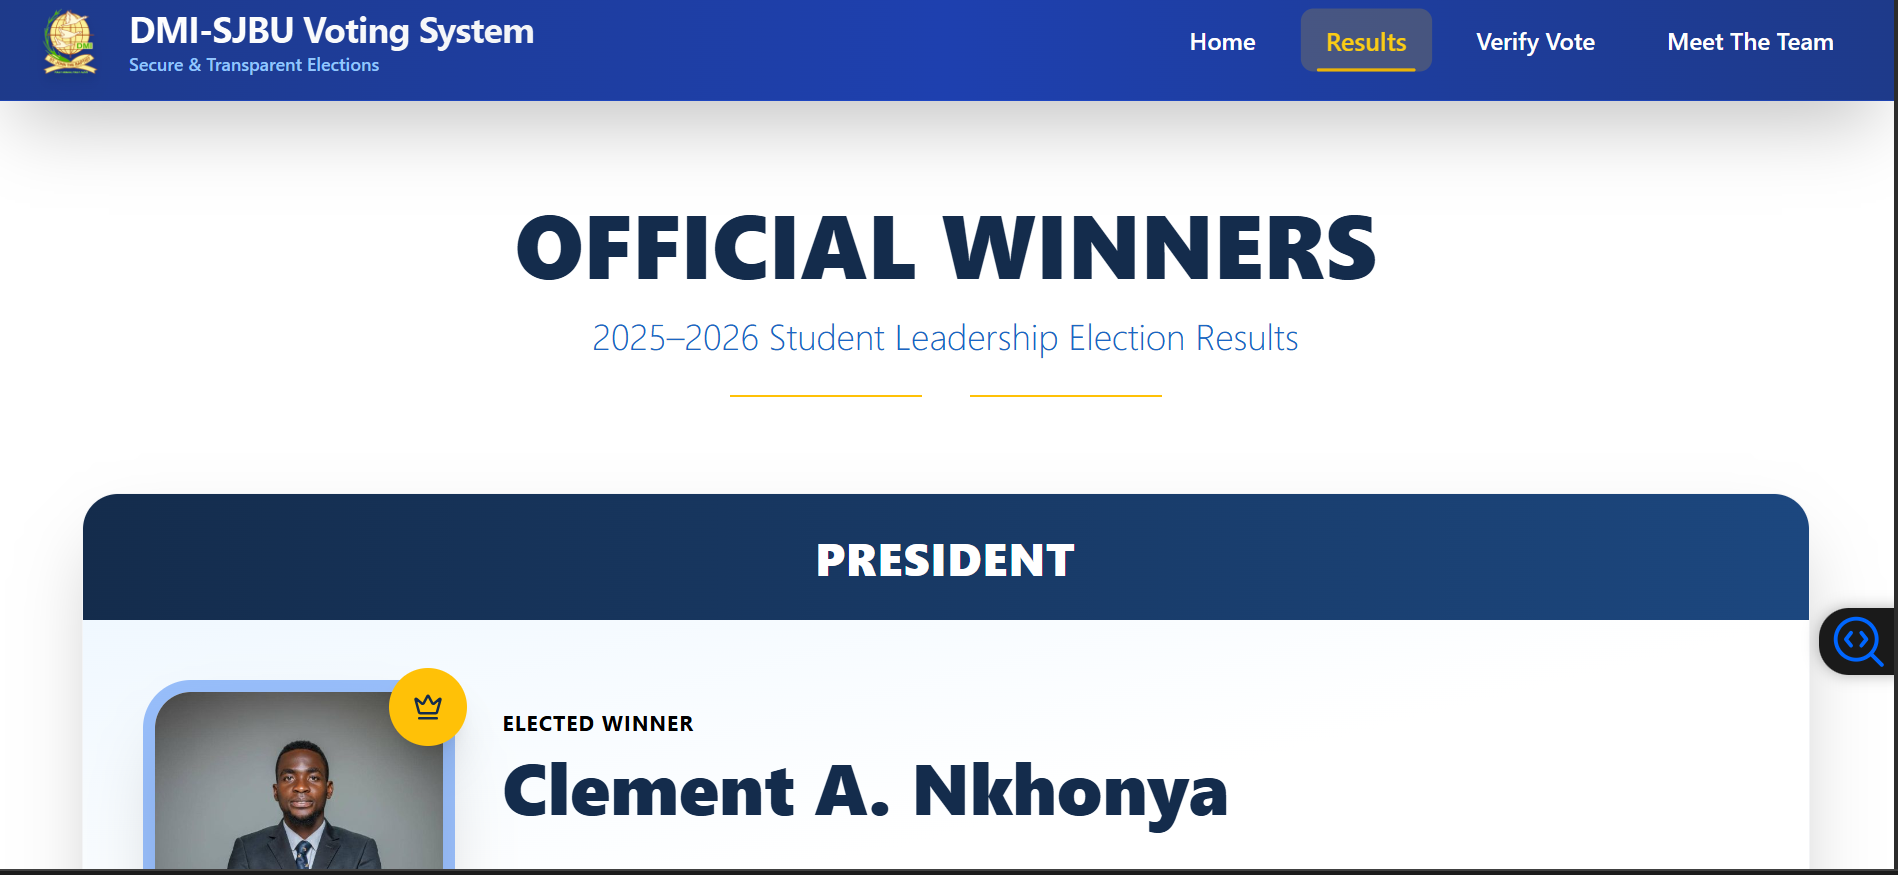 DMI-SJBU Voting System
Secure & Transparent Elections
Home
Results
Verify Vote
Meet The Team
OFFICIAL WINNERS
2025–2026 Student Leadership Election Results
PRESIDENT
ELECTED WINNER
Clement A. Nkhonya